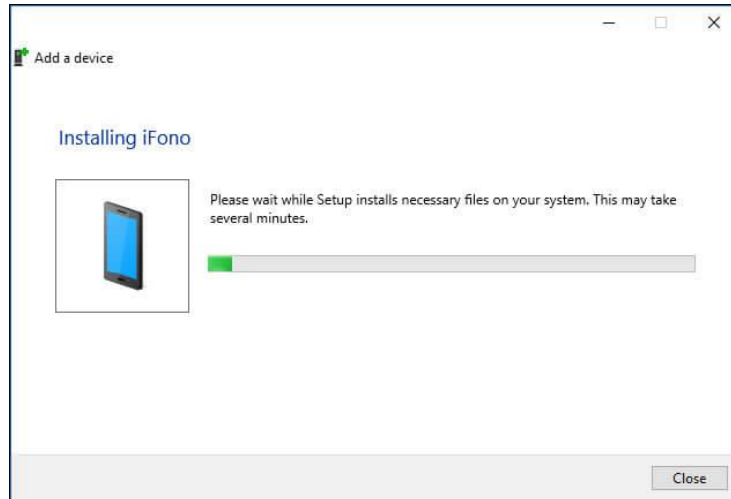 Add a device
Installing iFono
Please wait while Setup installs necessary files on your system. This may take
several minutes.
Close